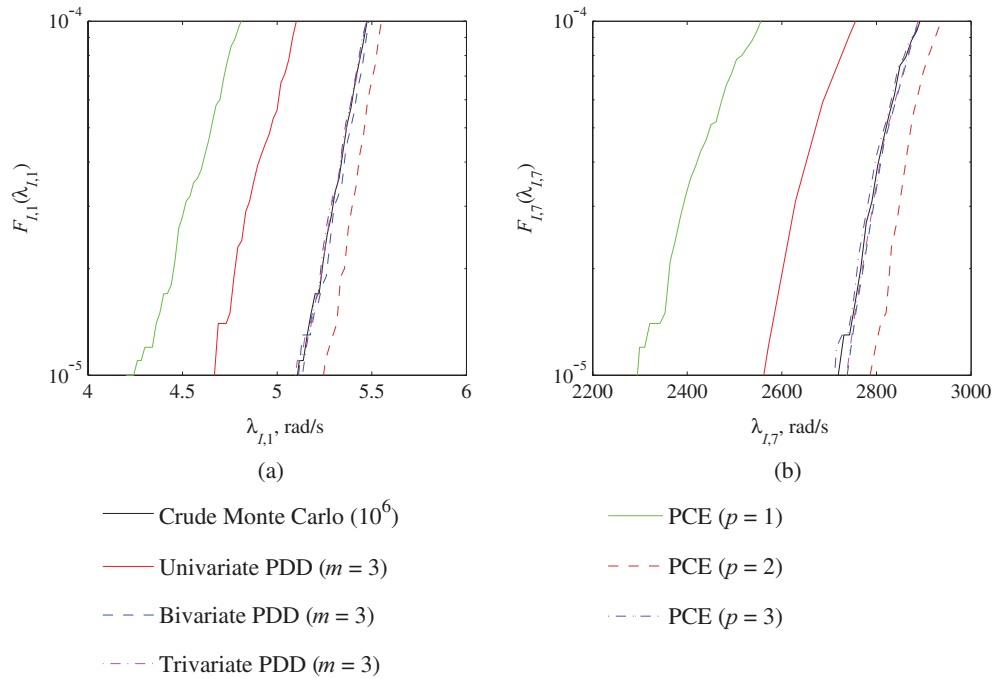 10⁻⁴
10⁻⁵
F_{I,1}(λ_{I,1})
4 4.5 5 5.5 6
λ_{I,1}, rad/s
(a)
10⁻⁴
10⁻⁵
F_{I,7}(λ_{I,7})
2200 2400 2600 2800 3000
λ_{I,7}, rad/s
(b)
Crude Monte Carlo (10⁶)
Univariate PDD (m = 3)
Bivariate PDD (m = 3)
Trivariate PDD (m = 3)
PCE (p = 1)
PCE (p = 2)
PCE (p = 3)